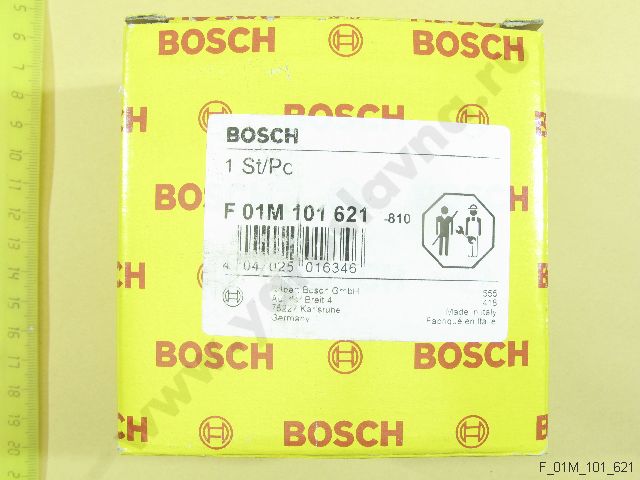 BOSCH BOSCH
BOSCH
1 St/Pc
F 01M 101 621 -810
4 047025 016346
Robert Bosch GmbH
Auf der Breit 4
76227 Karlsruhe
Germany
555
418
Made in Italy
Fabriqué en Italie
BOSCH
BOSCH BOSCH
F_01M_101_621